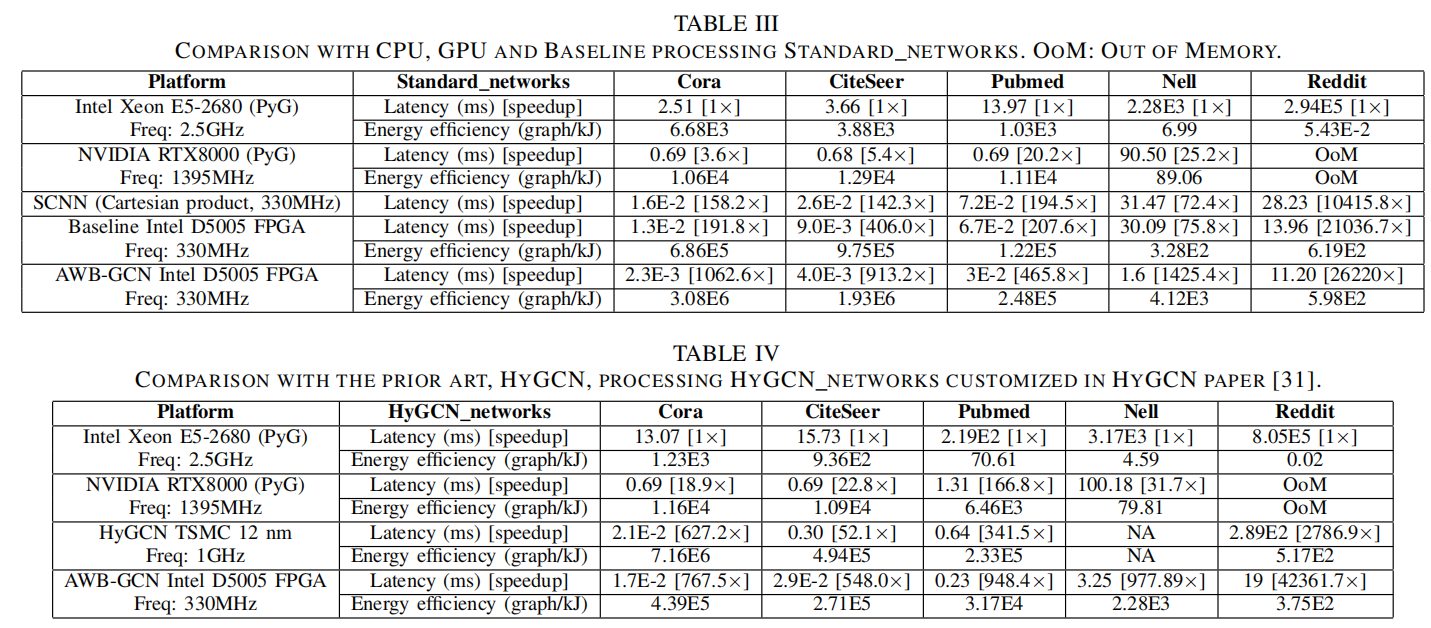 TABLE III
COMPARISON WITH CPU, GPU AND BASELINE PROCESSING STANDARD_NETWORKS. OOM: OUT OF MEMORY.
Platform Standard_networks Cora CiteSeer Pubmed Nell Reddit
Intel Xeon E5-2680 (PyG) Latency (ms) [speedup] 2.51 [1×] 3.66 [1×] 13.97 [1×] 2.28E3 [1×] 2.94E5 [1×]
Freq: 2.5GHz Energy efficiency (graph/kJ) 6.68E3 3.88E3 1.03E3 6.99 5.43E-2
NVIDIA RTX8000 (PyG) Latency (ms) [speedup] 0.69 [3.6×] 0.68 [5.4×] 0.69 [20.2×] 90.50 [25.2×] OoM
Freq: 1395MHz Energy efficiency (graph/kJ) 1.06E4 1.29E4 1.11E4 89.06 OoM
SCNN (Cartesian product, 330MHz) Latency (ms) [speedup] 1.6E-2 [158.2×] 2.6E-2 [142.3×] 7.2E-2 [194.5×] 31.47 [72.4×] 28.23 [10415.8×]
Baseline Intel D5005 FPGA Latency (ms) [speedup] 1.3E-2 [191.8×] 9.0E-3 [406.0×] 6.7E-2 [207.6×] 30.09 [75.8×] 13.96 [21036.7×]
Freq: 330MHz Energy efficiency (graph/kJ) 6.86E5 9.75E5 1.22E5 3.28E2 6.19E2
AWB-GCN Intel D5005 FPGA Latency (ms) [speedup] 2.3E-3 [1062.6×] 4.0E-3 [913.2×] 3E-2 [465.8×] 1.6 [1425.4×] 11.20 [26220×]
Freq: 330MHz Energy efficiency (graph/kJ) 3.08E6 1.93E6 2.48E5 4.12E3 5.98E2
TABLE IV
COMPARISON WITH THE PRIOR ART, HYGCN, PROCESSING HYGCN_NETWORKS CUSTOMIZED IN HYGCN PAPER [31].
Platform HyGCN_networks Cora CiteSeer Pubmed Nell Reddit
Intel Xeon E5-2680 (PyG) Latency (ms) [speedup] 13.07 [1×] 15.73 [1×] 2.19E2 [1×] 3.17E3 [1×] 8.05E5 [1×]
Freq: 2.5GHz Energy efficiency (graph/kJ) 1.23E3 9.36E2 70.61 4.59 0.02
NVIDIA RTX8000 (PyG) Latency (ms) [speedup] 0.69 [18.9×] 0.69 [22.8×] 1.31 [166.8×] 100.18 [31.7×] OoM
Freq: 1395MHz Energy efficiency (graph/kJ) 1.16E4 1.09E4 6.46E3 79.81 OoM
HyGCN TSMC 12 nm Latency (ms) [speedup] 2.1E-2 [627.2×] 0.30 [52.1×] 0.64 [341.5×] NA 2.89E2 [2786.9×]
Freq: 1GHz Energy efficiency (graph/kJ) 7.16E6 4.94E5 2.33E5 NA 5.17E2
AWB-GCN Intel D5005 FPGA Latency (ms) [speedup] 1.7E-2 [767.5×] 2.9E-2 [548.0×] 0.23 [948.4×] 3.25 [977.89×] 19 [42361.7×]
Freq: 330MHz Energy efficiency (graph/kJ) 4.39E5 2.71E5 3.17E4 2.28E3 3.75E2